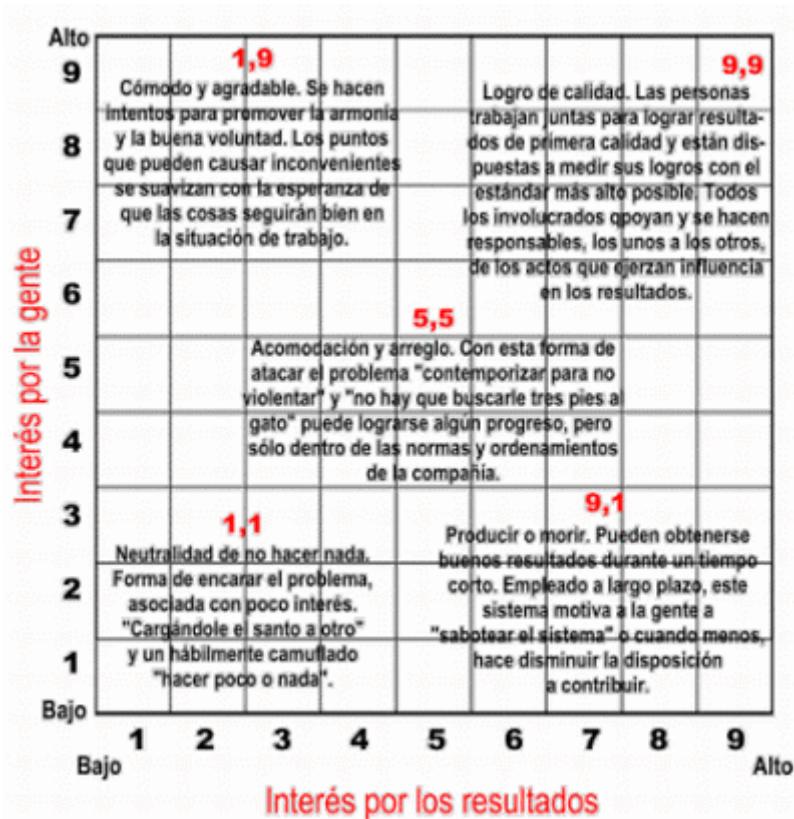 Alto
9
8
7
6
5
4
3
2
1
Bajo
Interés por la gente
1,9
Cómodo y agradable. Se hacen
intentos para promover la armonía
y la buena voluntad. Los puntos
que pueden causar inconvenientes
se suavizan con la esperanza de
que las cosas seguirán bien en
la situación de trabajo.
9,9
Logro de calidad. Las personas
trabajan juntas para lograr resulta-
dos de primera calidad y están dis-
puestas a medir sus logros con el
estándar más alto posible. Todos
los involucrados qpoyan y se hacen
responsables, los unos a los otros,
de los actos que ejerzan influencia
en los resultados.
5,5
Acomodación y arreglo. Con esta forma de
atacar el problema "contemporizar para no
violentar" y "no hay que buscarle tres pies al
gato" puede lograrse algún progreso, pero
sólo dentro de las normas y ordenamientos
de la compañía.
1,1
Neutralidad de no hacer nada.
Forma de encarar el problema,
asociada con poco interés.
"Cargándole el santo a otro"
y un hábilmente camuflado
"hacer poco o nada".
9,1
Producir o morir. Pueden obtenerse
buenos resultados durante un tiempo
corto. Empleado a largo plazo, este
sistema motiva a la gente a
"sabotear el sistema" o cuando menos,
hace disminuir la disposición
a contribuir.
1 2 3 4 5 6 7 8 9
Bajo Alto
Interés por los resultados